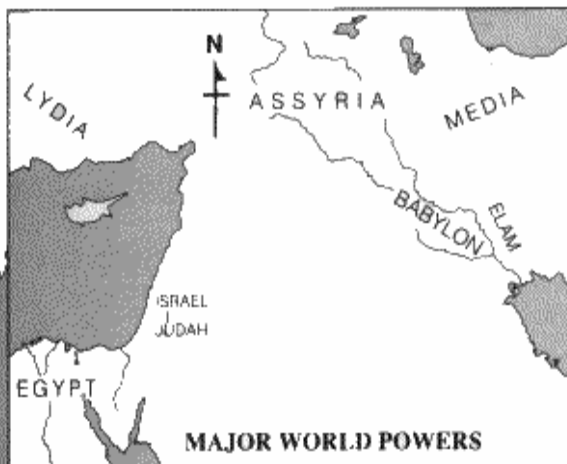 N
LYDIA
ASSYRIA
MEDIA
BABYLON
ELAM
ISRAEL
JUDAH
EGYPT
MAJOR WORLD POWERS